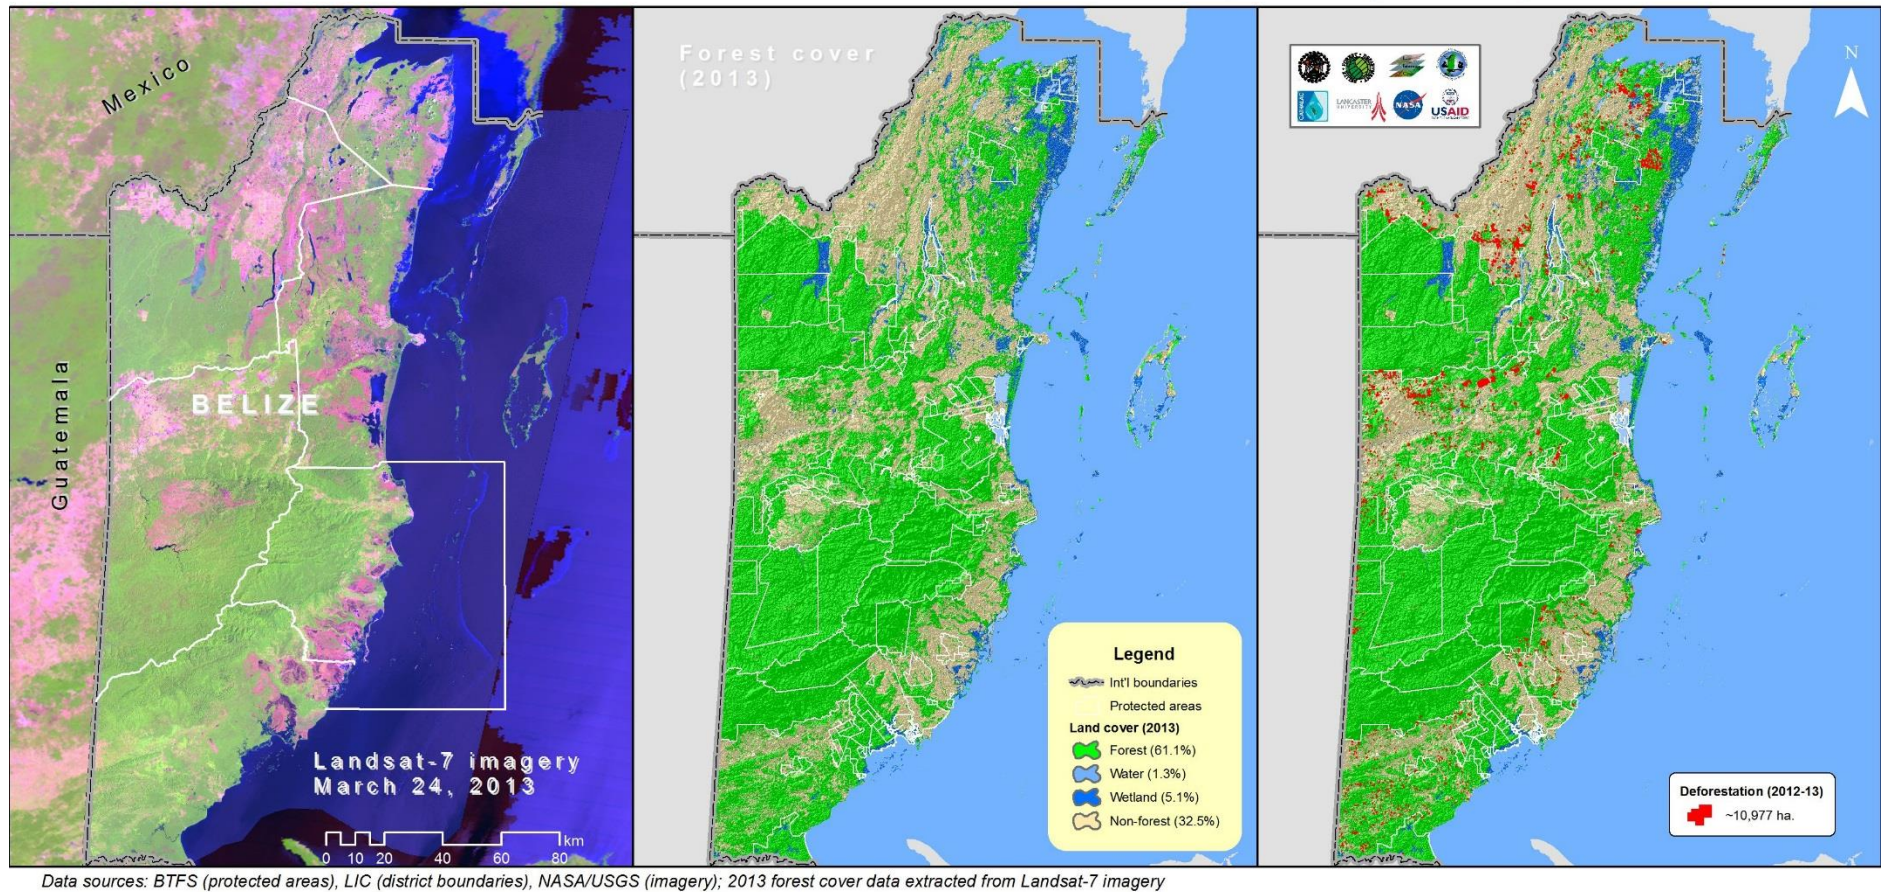 Mexico
Guatemala
BELIZE
Landsat-7 imagery
March 24, 2013
km
0 10 20 40 60 80
Forest cover
(2013)
Legend
Int'l boundaries
Protected areas
Land cover (2013)
Forest (61.1%)
Water (1.3%)
Wetland (5.1%)
Non-forest (32.5%)
LANCASTER
UNIVERSITY
NASA
USAID
N
Deforestation (2012-13)
~10,977 ha.
Data sources: BTFS (protected areas), LIC (district boundaries), NASA/USGS (imagery); 2013 forest cover data extracted from Landsat-7 imagery